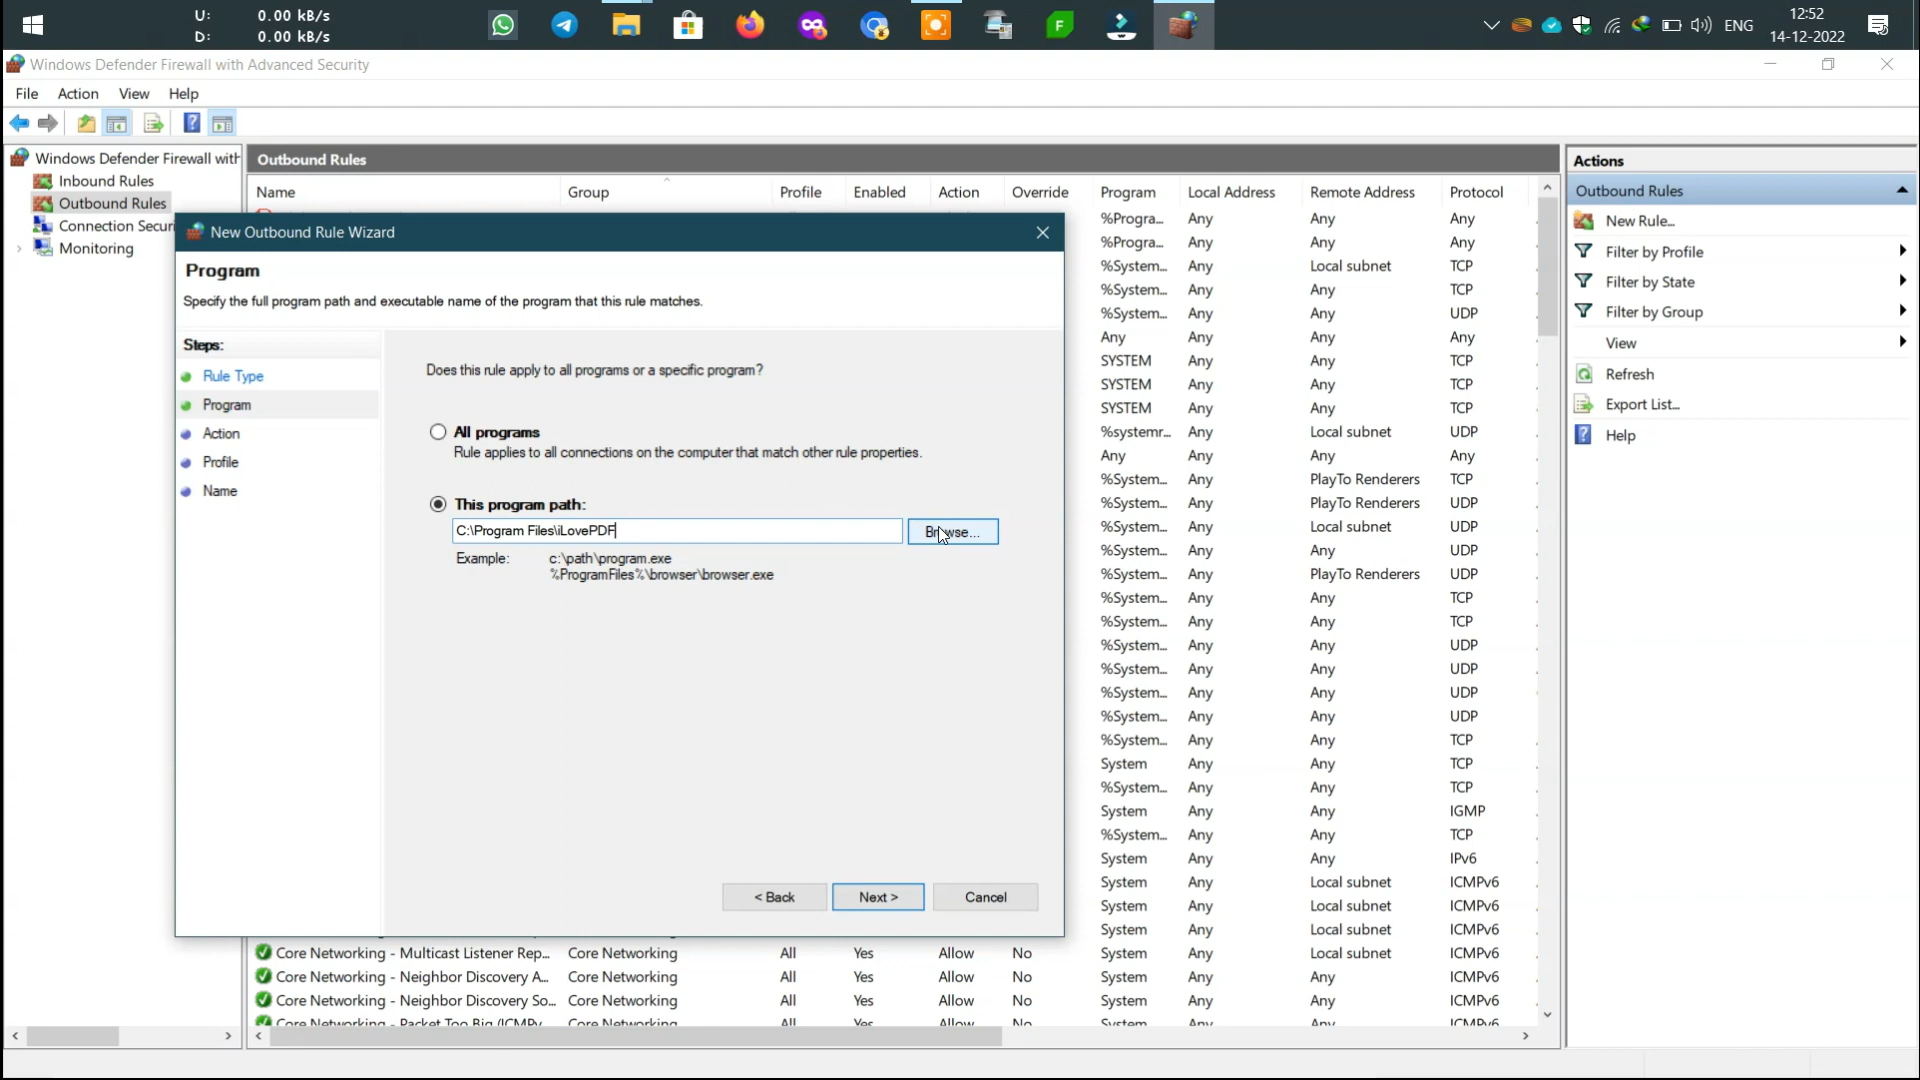 U: 0.00 kB/s
D: 0.00 kB/s
ENG
12:52
14-12-2022
Windows Defender Firewall with Advanced Security
File Action View Help
Windows Defender Firewall with
Inbound Rules
Outbound Rules
Connection Securi
Monitoring
Outbound Rules
Name Group Profile Enabled Action Override Program Local Address Remote Address Protocol
%Progra... Any Any Any
%Progra... Any Any Any
%System... Any Local subnet TCP
%System... Any Any TCP
%System... Any Any UDP
Any Any Any Any
SYSTEM Any Any TCP
SYSTEM Any Any TCP
SYSTEM Any Any TCP
%systemr... Any Local subnet UDP
Any Any Any Any
%System... Any PlayTo Renderers TCP
%System... Any PlayTo Renderers UDP
%System... Any Local subnet UDP
%System... Any Any UDP
%System... Any PlayTo Renderers UDP
%System... Any Any TCP
%System... Any Any TCP
%System... Any Any UDP
%System... Any Any UDP
%System... Any Any UDP
%System... Any Any UDP
%System... Any Any TCP
System Any Any TCP
%System... Any Any TCP
System Any Any IGMP
%System... Any Any TCP
System Any Any IPv6
System Any Local subnet ICMPv6
System Any Local subnet ICMPv6
System Any Local subnet ICMPv6
Core Networking - Multicast Listener Rep... Core Networking All Yes Allow No System Any Local subnet ICMPv6
Core Networking - Neighbor Discovery A... Core Networking All Yes Allow No System Any Any ICMPv6
Core Networking - Neighbor Discovery So... Core Networking All Yes Allow No System Any Any ICMPv6
Core Networking - Packet Too Big (ICMPv... Core Networking All Yes Allow No System Any Any ICMPv6
New Outbound Rule Wizard
Program
Specify the full program path and executable name of the program that this rule matches.
Steps:
Rule Type
Program
Action
Profile
Name
Does this rule apply to all programs or a specific program?
All programs
Rule applies to all connections on the computer that match other rule properties.
This program path:
C:\Program Files\iLovePDF
Browse...
Example: c:\path\program.exe
%ProgramFiles%\browser\browser.exe
< Back Next > Cancel
Actions
Outbound Rules
New Rule...
Filter by Profile
Filter by State
Filter by Group
View
Refresh
Export List...
Help